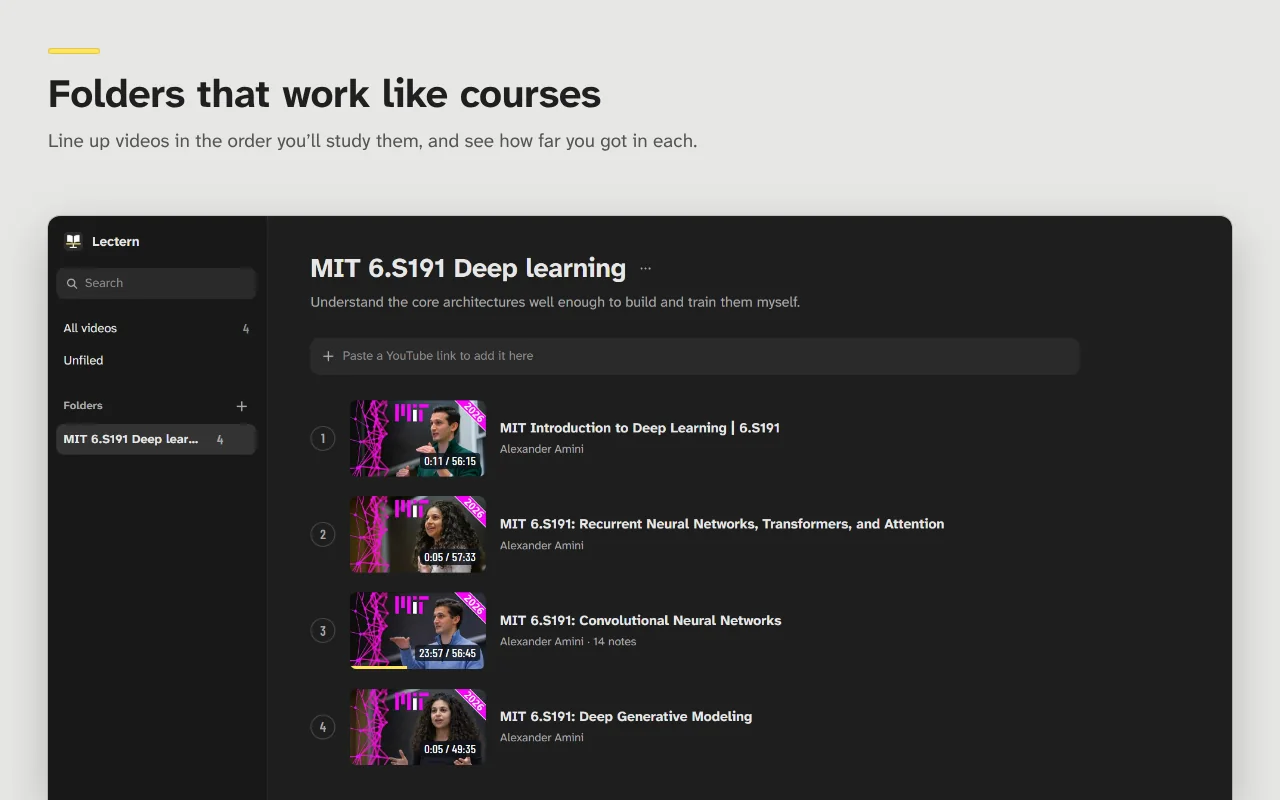 Folders that work like courses
Line up videos in the order you’ll study them, and see how far you got in each.
Lectern
Search
All videos 4
Unfiled
Folders
MIT 6.S191 Deep lear... 4
MIT 6.S191 Deep learning ...
Understand the core architectures well enough to build and train them myself.
Paste a YouTube link to add it here
1
MIT
2026
0:11 / 56:15
MIT Introduction to Deep Learning | 6.S191
Alexander Amini
2
MIT
2026
0:05 / 57:33
MIT 6.S191: Recurrent Neural Networks, Transformers, and Attention
Alexander Amini
3
MIT
2026
23:57 / 56:45
MIT 6.S191: Convolutional Neural Networks
Alexander Amini · 14 notes
4
MIT
2026
0:05 / 49:35
MIT 6.S191: Deep Generative Modeling
Alexander Amini